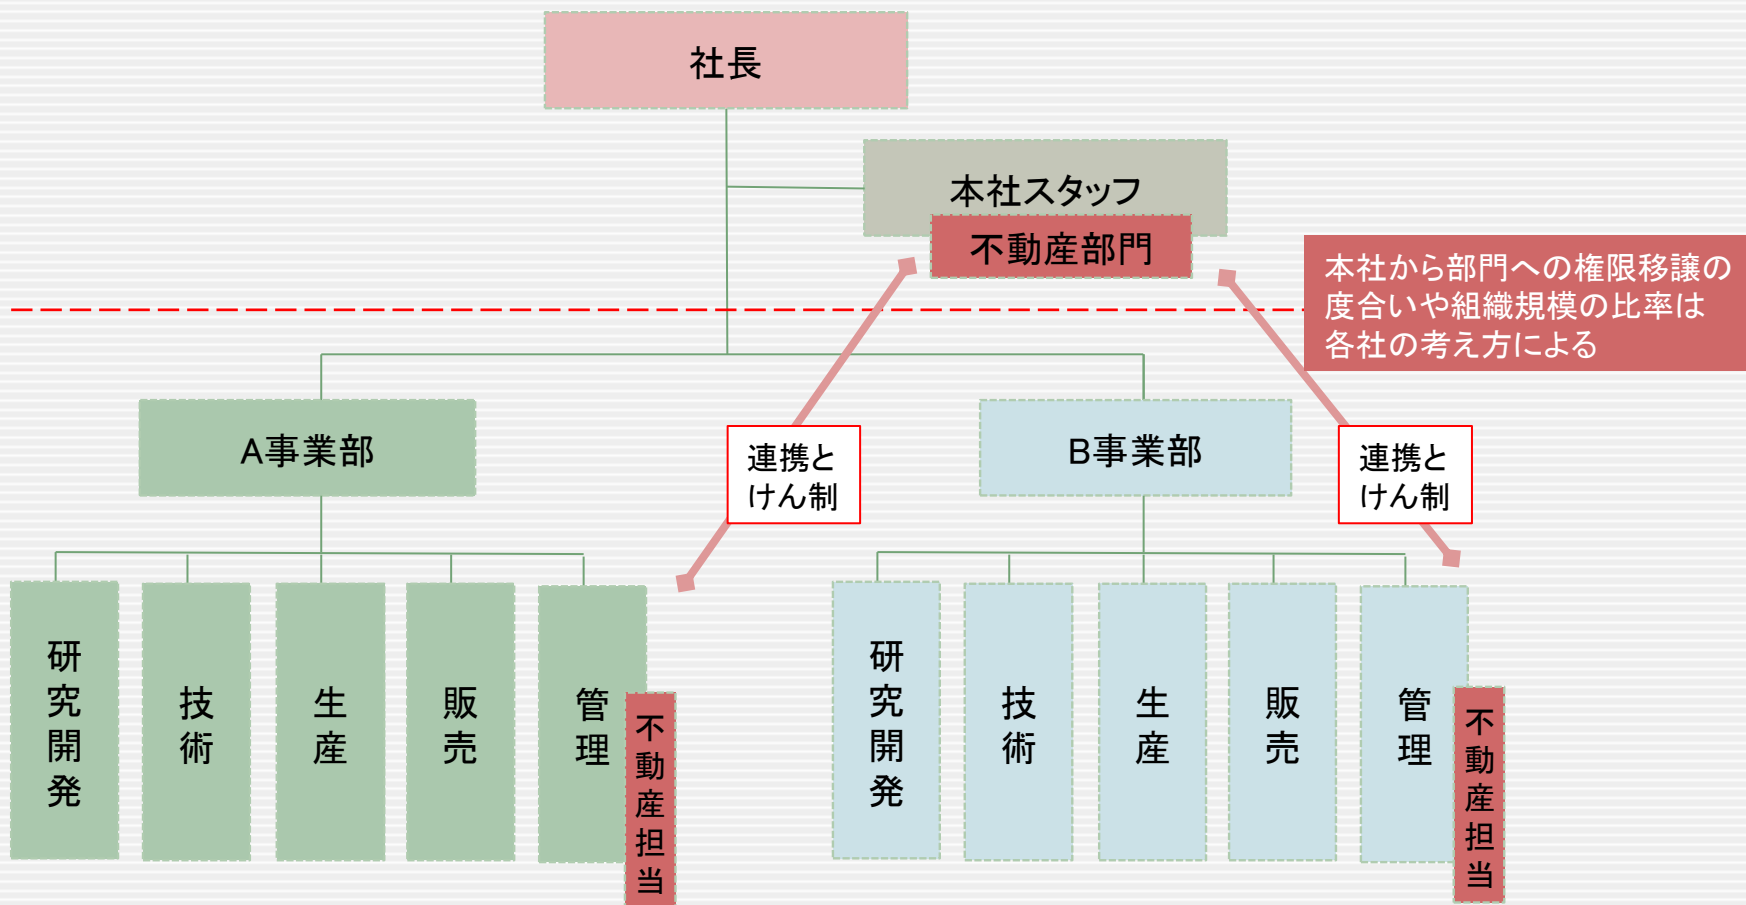 社長
本社スタッフ
不動産部門
本社から部門への権限移譲の
度合いや組織規模の比率は
各社の考え方による
A事業部
連携と
けん制
B事業部
連携と
けん制
研究開発
技術
生産
販売
管理
不動産担当
研究開発
技術
生産
販売
管理
不動産担当